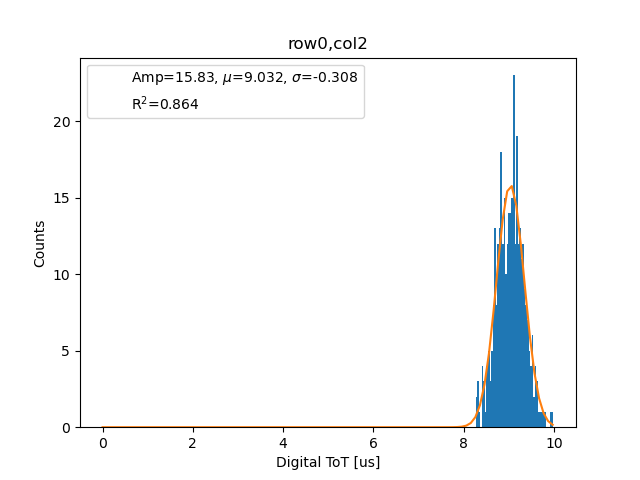 row0,col2
Amp=15.83, μ=9.032, σ=-0.308
R²=0.864
20
15
10
5
0
Counts
0 2 4 6 8 10
Digital ToT [us]